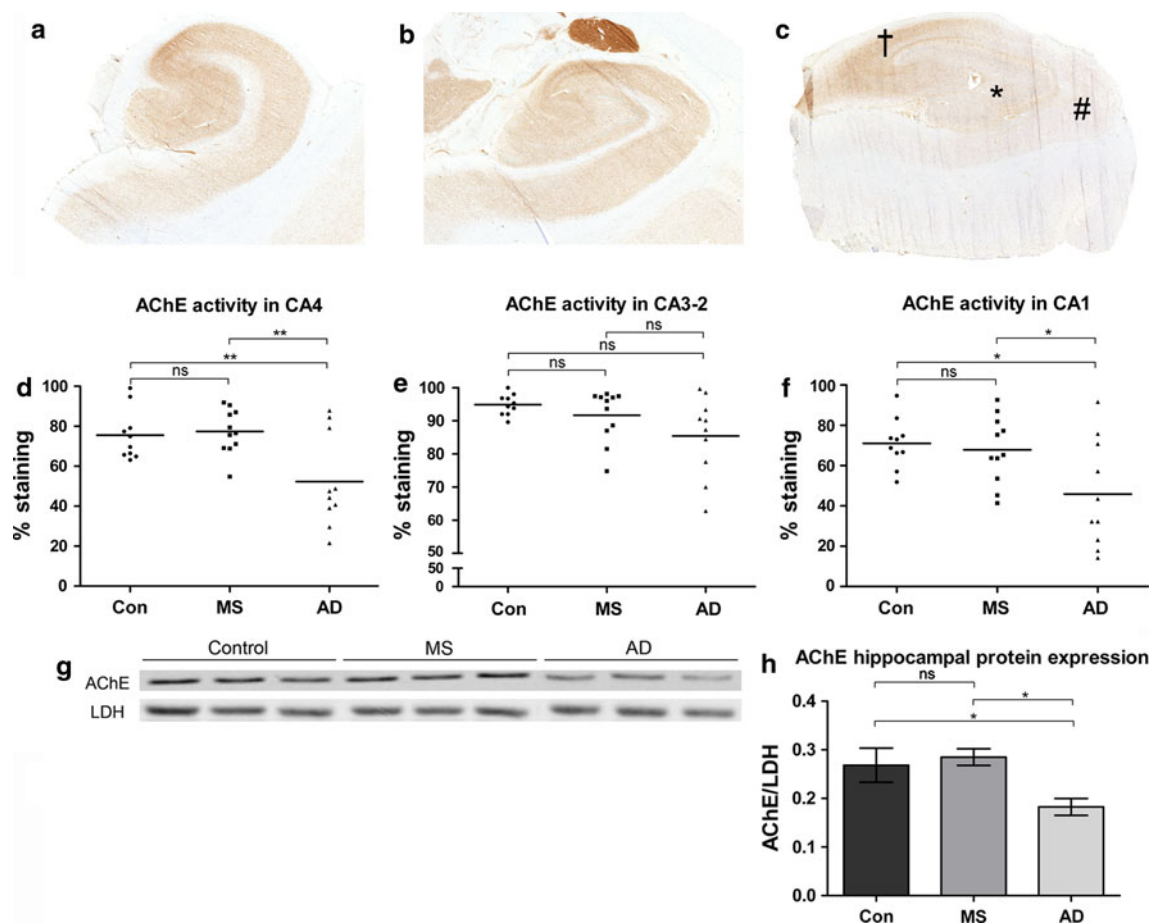 a
b
c
†
*
#
AChE activity in CA4
AChE activity in CA3-2
AChE activity in CA1
d
**
**
ns
% staining
100
80
60
40
20
0
Con
MS
AD
e
ns
ns
ns
% staining
100
90
80
70
60
50
50
0
Con
MS
AD
f
*
*
ns
% staining
100
80
60
40
20
0
Con
MS
AD
g
Control
MS
AD
AChE
LDH
h
AChE hippocampal protein expression
ns
*
*
AChE/LDH
0.4
0.3
0.2
0.1
0.0
Con
MS
AD